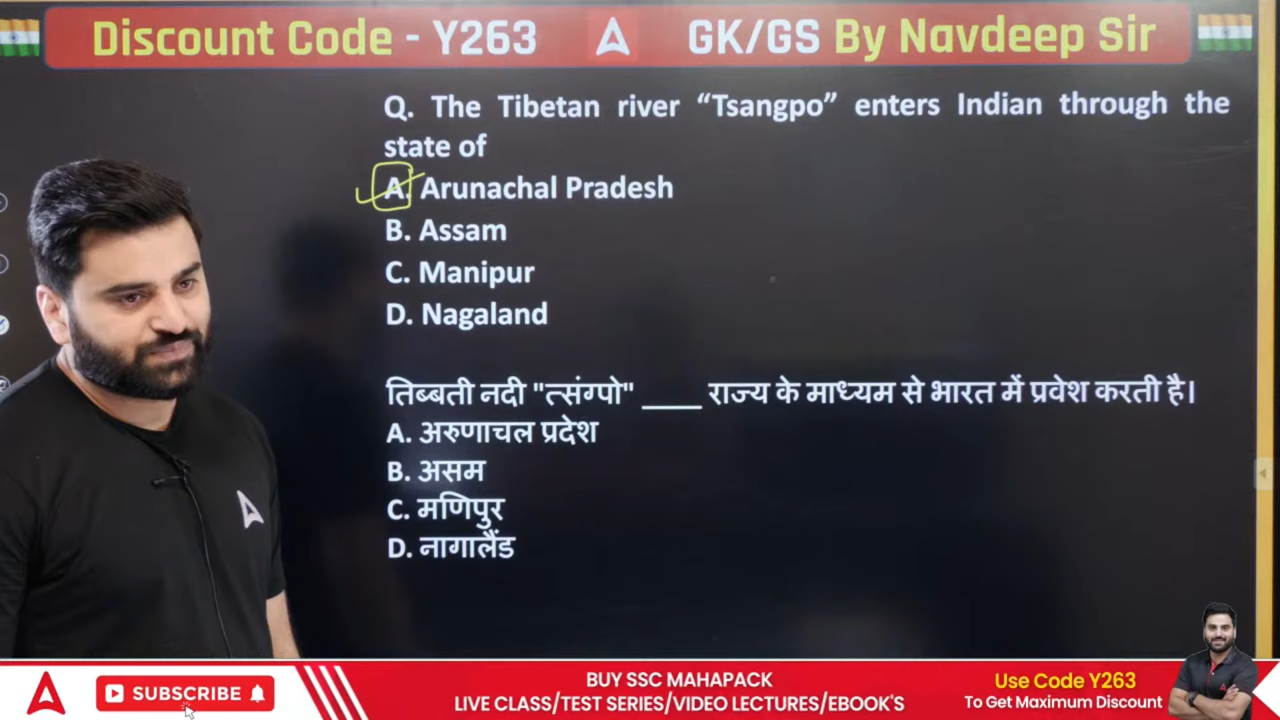 Discount Code - Y263 GK/GS By Navdeep Sir
Q. The Tibetan river “Tsangpo” enters Indian through the
state of
A. Arunachal Pradesh
B. Assam
C. Manipur
D. Nagaland
तिब्बती नदी "त्संग्पो" ____ राज्य के माध्यम से भारत में प्रवेश करती है।
A. अरुणाचल प्रदेश
B. असम
C. मणिपुर
D. नागालैंड
SUBSCRIBE
BUY SSC MAHAPACK
LIVE CLASS/TEST SERIES/VIDEO LECTURES/EBOOK'S
Use Code Y263
To Get Maximum Discount